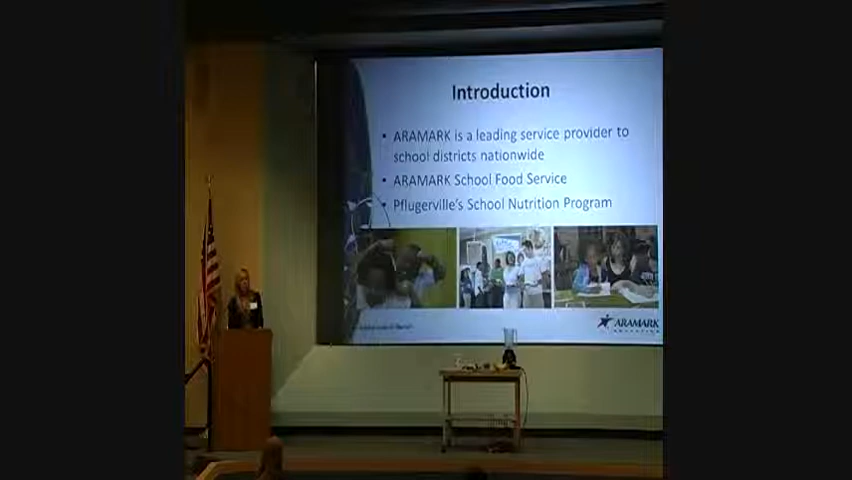 Introduction
• ARAMARK is a leading service provider to
school districts nationwide
• ARAMARK School Food Service
• Pflugerville's School Nutrition Program
ARAMARK